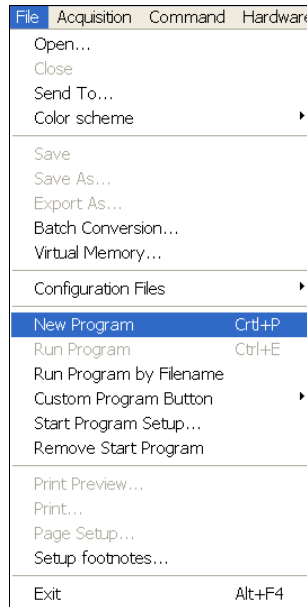 File Acquisition Command Hardware
Open...
Close
Send To...
Color scheme
Save
Save As...
Export As...
Batch Conversion...
Virtual Memory...
Configuration Files
New Program Crtl+P
Run Program Ctrl+E
Run Program by Filename
Custom Program Button
Start Program Setup...
Remove Start Program
Print Preview...
Print...
Page Setup...
Setup footnotes...
Exit Alt+F4